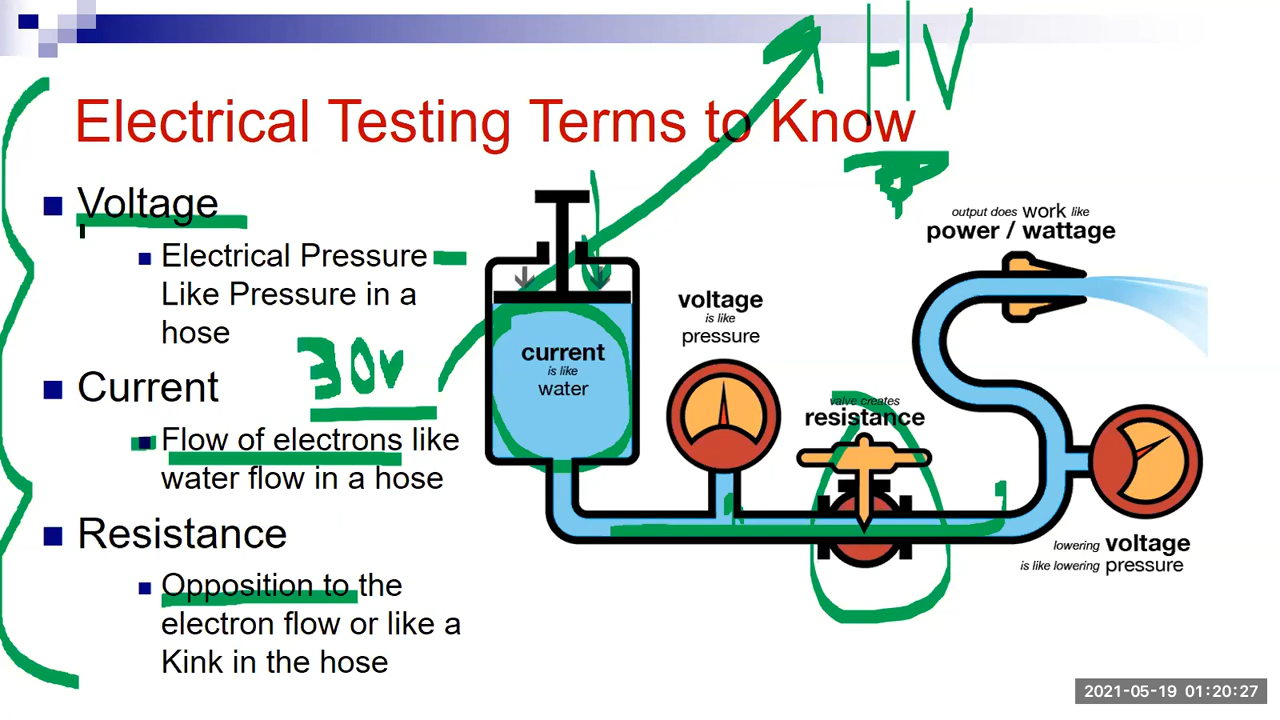 HV
Electrical Testing Terms to Know
Voltage
Electrical Pressure
Like Pressure in a
hose
30v
Current
Flow of electrons like
water flow in a hose
Resistance
Opposition to the
electron flow or like a
Kink in the hose
current
is like
water
voltage
is like
pressure
valve creates
resistance
output does work like
power / wattage
lowering voltage
is like lowering pressure
2021-05-19 01:20:27